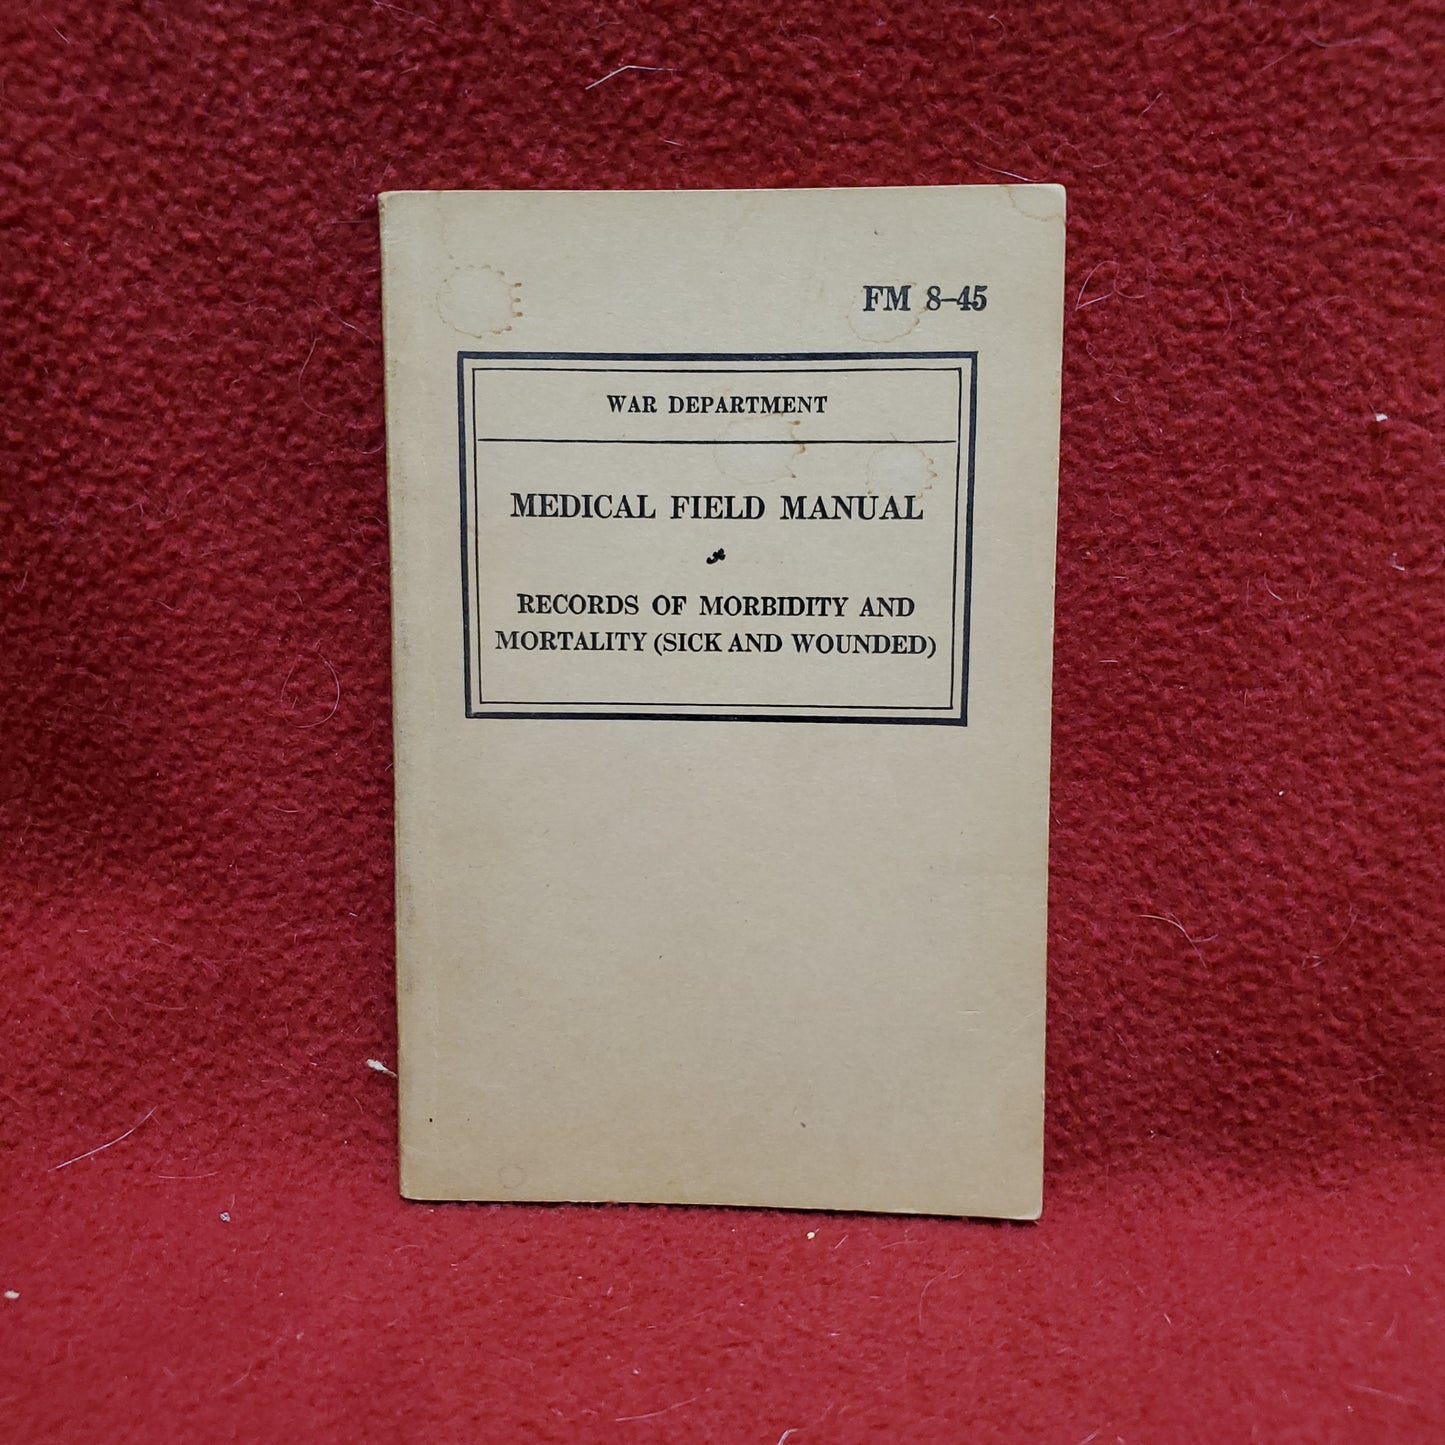 FM 8–45
WAR DEPARTMENT
MEDICAL FIELD MANUAL
RECORDS OF MORBIDITY AND
MORTALITY (SICK AND WOUNDED)